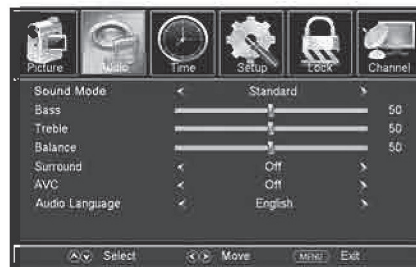 Picture Audio Time Setup Lock Channel
Sound Mode Standard
Bass 50
Treble 50
Balance 50
Surround Off
AVC Off
Audio Language English
Select Move MENU Exit